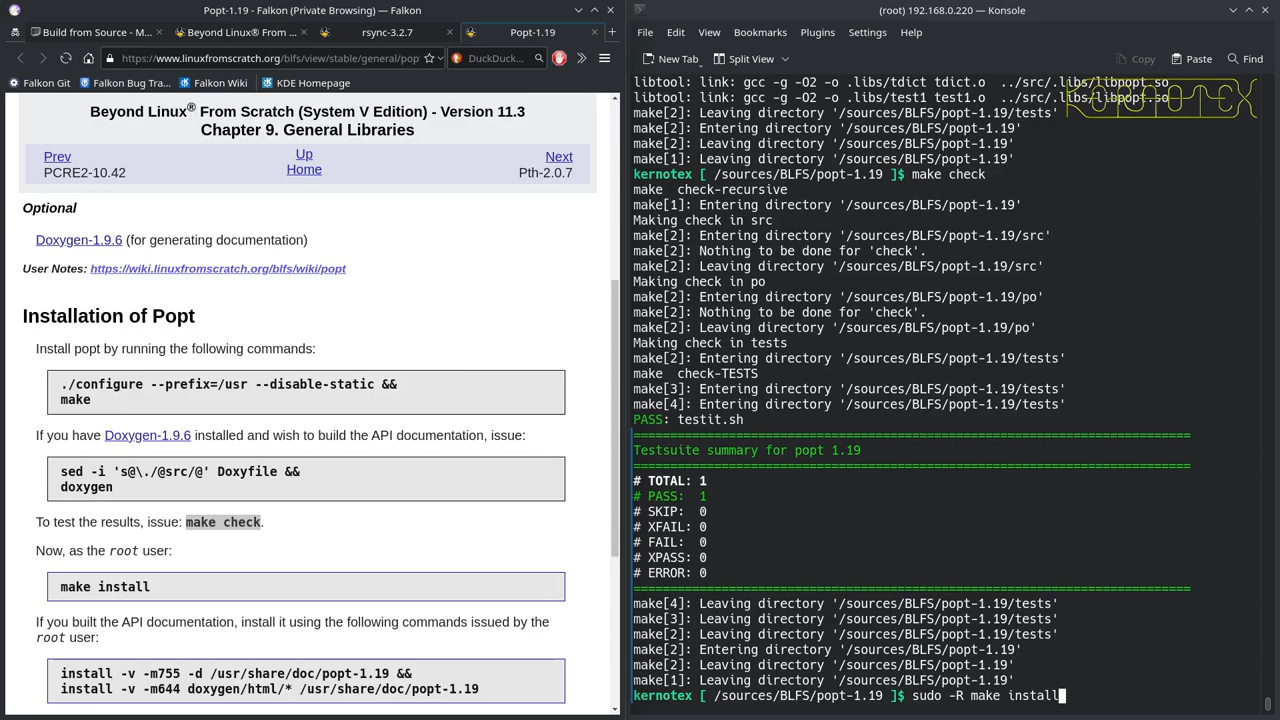 Popt-1.19 - Falkon (Private Browsing) — Falkon
Build from Source - M...
Beyond Linux® From ...
rsync-3.2.7
Popt-1.19
https://www.linuxfromscratch.org/blfs/view/stable/general/pop
DuckDuck...
Falkon Git
Falkon Bug Tra...
Falkon Wiki
KDE Homepage
Beyond Linux® From Scratch (System V Edition) - Version 11.3
Chapter 9. General Libraries
Prev
PCRE2-10.42
Up
Home
Next
Pth-2.0.7
Optional
Doxygen-1.9.6 (for generating documentation)
User Notes: https://wiki.linuxfromscratch.org/blfs/wiki/popt
Installation of Popt
Install popt by running the following commands:
./configure --prefix=/usr --disable-static &&
make
If you have Doxygen-1.9.6 installed and wish to build the API documentation, issue:
sed -i 's@\./@src/@' Doxyfile &&
doxygen
To test the results, issue: make check.
Now, as the root user:
make install
If you built the API documentation, install it using the following commands issued by the
root user:
install -v -m755 -d /usr/share/doc/popt-1.19 &&
install -v -m644 doxygen/html/* /usr/share/doc/popt-1.19
(root) 192.168.0.220 — Konsole
File Edit View Bookmarks Plugins Settings Help
New Tab Split View Copy Paste Find
KERNOTEX
libtool: link: gcc -g -O2 -o .libs/tdict tdict.o  ../src/.libs/libpopt.so
libtool: link: gcc -g -O2 -o .libs/test1 test1.o  ../src/.libs/libpopt.so
make[2]: Leaving directory '/sources/BLFS/popt-1.19/tests'
make[2]: Entering directory '/sources/BLFS/popt-1.19'
make[2]: Leaving directory '/sources/BLFS/popt-1.19'
make[1]: Leaving directory '/sources/BLFS/popt-1.19'
kernotex [ /sources/BLFS/popt-1.19 ]$ make check
make  check-recursive
make[1]: Entering directory '/sources/BLFS/popt-1.19'
Making check in src
make[2]: Entering directory '/sources/BLFS/popt-1.19/src'
make[2]: Nothing to be done for 'check'.
make[2]: Leaving directory '/sources/BLFS/popt-1.19/src'
Making check in po
make[2]: Entering directory '/sources/BLFS/popt-1.19/po'
make[2]: Nothing to be done for 'check'.
make[2]: Leaving directory '/sources/BLFS/popt-1.19/po'
Making check in tests
make[2]: Entering directory '/sources/BLFS/popt-1.19/tests'
make  check-TESTS
make[3]: Entering directory '/sources/BLFS/popt-1.19/tests'
make[4]: Entering directory '/sources/BLFS/popt-1.19/tests'
PASS: testit.sh
============================================================================
Testsuite summary for popt 1.19
============================================================================
# TOTAL: 1
# PASS:  1
# SKIP:  0
# XFAIL: 0
# FAIL:  0
# XPASS: 0
# ERROR: 0
============================================================================
make[4]: Leaving directory '/sources/BLFS/popt-1.19/tests'
make[3]: Leaving directory '/sources/BLFS/popt-1.19/tests'
make[2]: Leaving directory '/sources/BLFS/popt-1.19/tests'
make[2]: Entering directory '/sources/BLFS/popt-1.19'
make[2]: Leaving directory '/sources/BLFS/popt-1.19'
make[1]: Leaving directory '/sources/BLFS/popt-1.19'
kernotex [ /sources/BLFS/popt-1.19 ]$ sudo -R make install